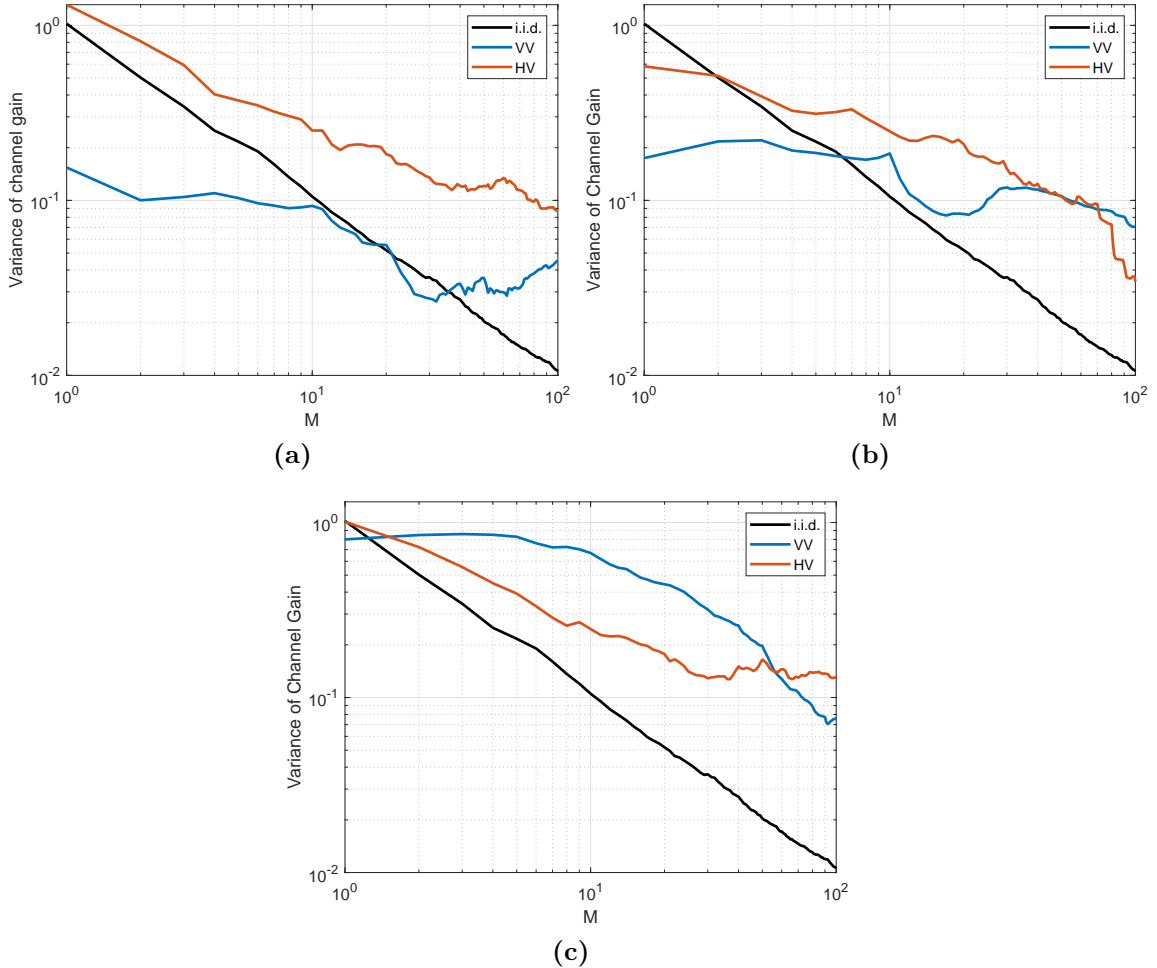 Variance of channel gain
10^0
10^-1
10^-2
10^0
10^1
10^2
M
i.i.d.
VV
HV
(a)
Variance of Channel Gain
10^0
10^-1
10^-2
10^0
10^1
10^2
M
i.i.d.
VV
HV
(b)
Variance of Channel Gain
10^0
10^-1
10^-2
10^0
10^1
10^2
M
i.i.d.
VV
HV
(c)